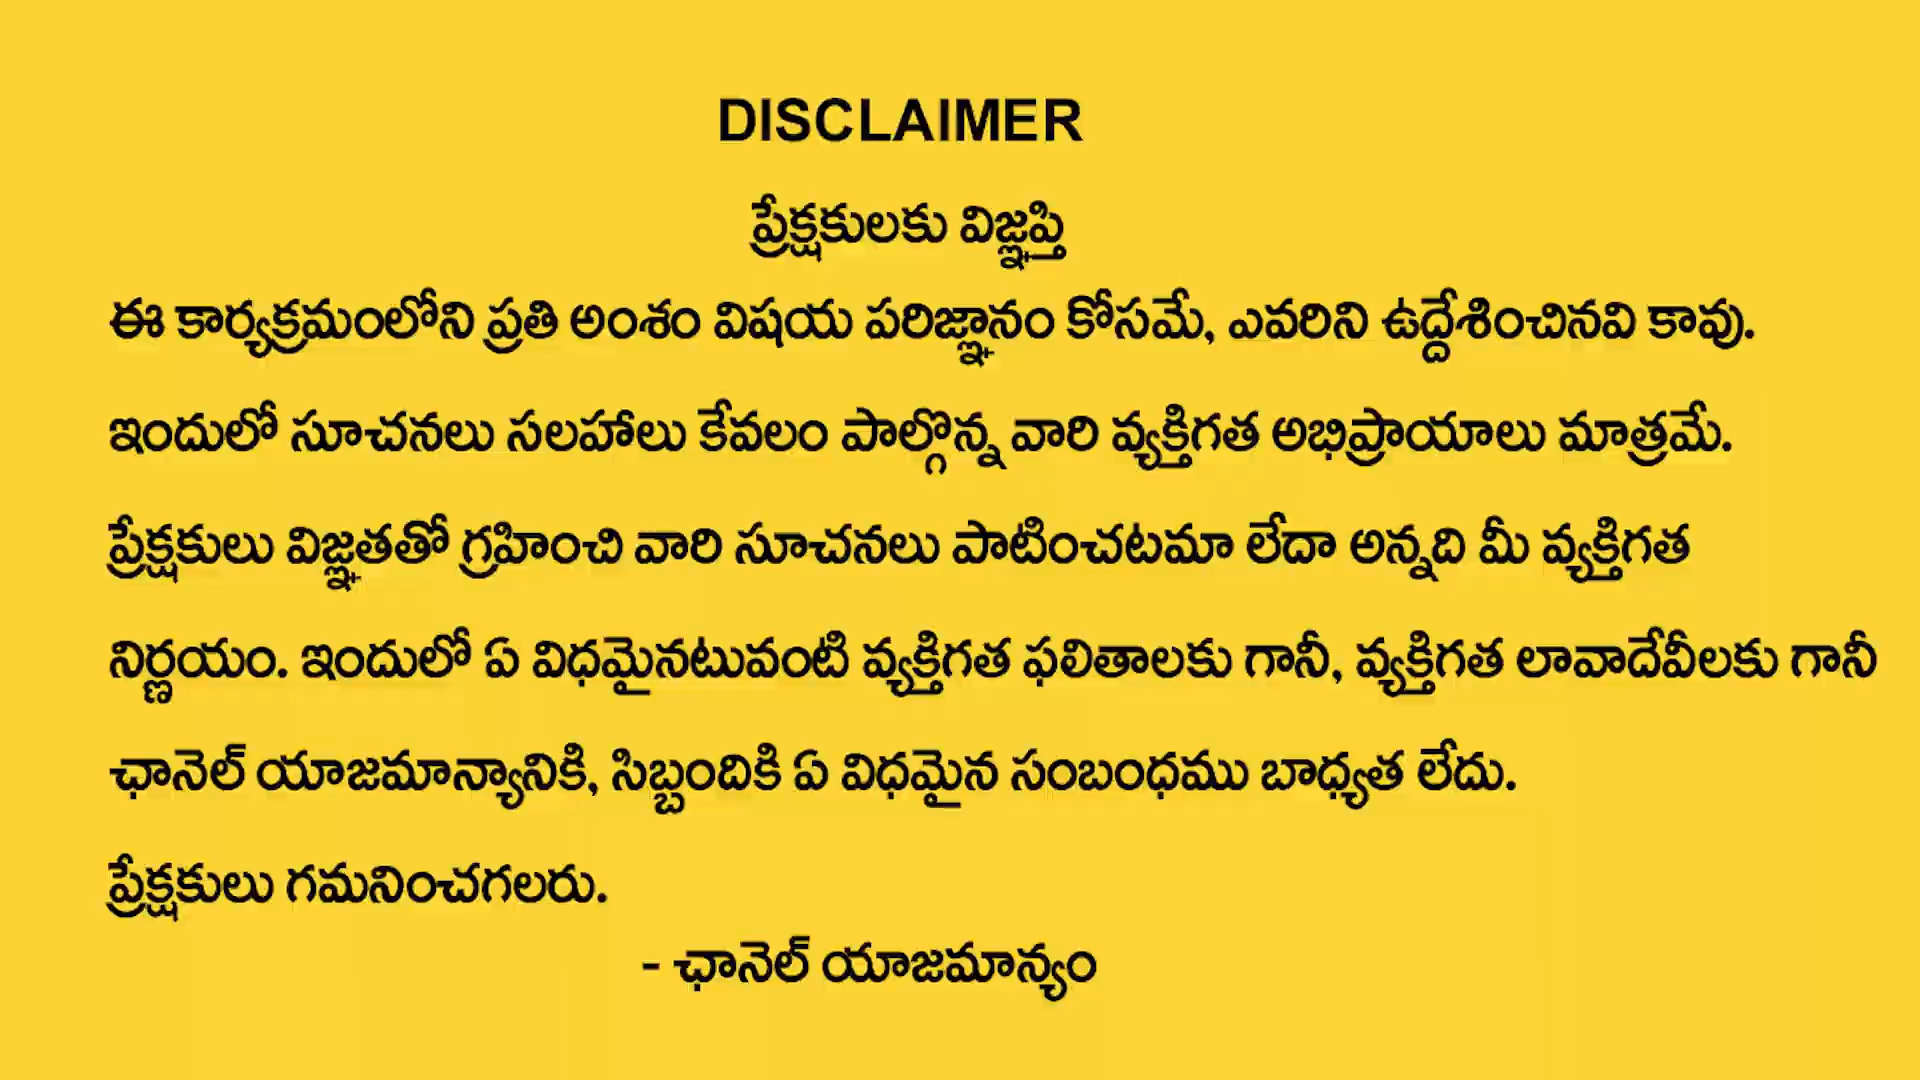 DISCLAIMER
ప్రేక్షకులకు విజ్ఞప్తి
ఈ కార్యక్రమంలోని ప్రతి అంశం విషయ పరిజ్ఞానం కోసమే, ఎవరిని ఉద్దేశించినవి కావు.
ఇందులో సూచనలు సలహాలు కేవలం పాల్గొన్న వారి వ్యక్తిగత అభిప్రాయాలు మాత్రమే.
ప్రేక్షకులు విజ్ఞతతో గ్రహించి వారి సూచనలు పాటించటమా లేదా అన్నది మీ వ్యక్తిగత
నిర్ణయం. ఇందులో ఏ విధమైనటువంటి వ్యక్తిగత ఫలితాలకు గానీ, వ్యక్తిగత లావాదేవీలకు గానీ
ఛానెల్ యాజమాన్యానికి, సిబ్బందికి ఏ విధమైన సంబంధము బాధ్యత లేదు.
ప్రేక్షకులు గమనించగలరు.
- ఛానెల్ యాజమాన్యం